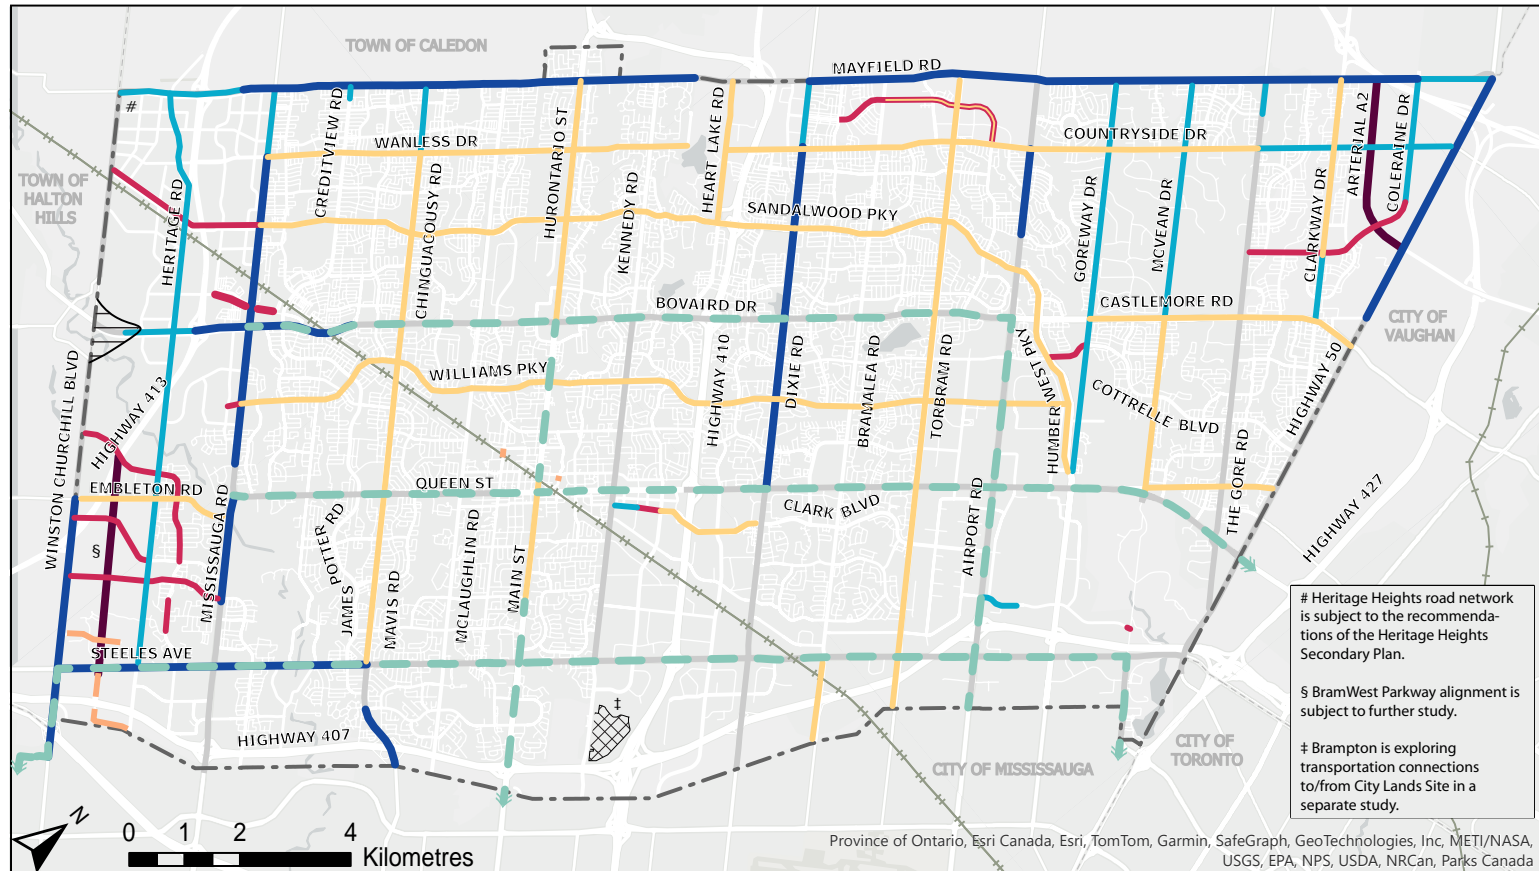 TOWN OF CALEDON
MAYFIELD RD
#
WANLESS DR
COUNTRYSIDE DR
CREDITVIEW RD
HURONTARIO ST
HEART LAKE RD
ARTERIAL A2
COLERAINE DR
TOWN OF
HALTON
HILLS
HERITAGE RD
CHINGUACOUSY RD
KENNEDY RD
SANDALWOOD PKY
GOREWAY DR
MCVEAN DR
CLARKWAY DR
BOVAIRD DR
CASTLEMORE RD
CITY OF
VAUGHAN
WINSTON CHURCHILL BLVD
HIGHWAY 413
WILLIAMS PKY
HIGHWAY 410
DIXIE RD
BRAMALEA RD
TORBRAM RD
HUMBER WEST PKY
COTTRELLE BLVD
HIGHWAY 50
EMBLETON RD
QUEEN ST
CLARK BLVD
THE GORE RD
HIGHWAY 427
§
MISSISSAUGA RD
JAMES POTTER RD
MAVIS RD
MCLAUGHLIN RD
MAIN ST
AIRPORT RD
STEELES AVE
‡
HIGHWAY 407
CITY OF MISSISSAUGA
CITY OF
TORONTO
# Heritage Heights road network
is subject to the recommenda-
tions of the Heritage Heights
Secondary Plan.
§ BramWest Parkway alignment is
subject to further study.
‡ Brampton is exploring
transportation connections
to/from City Lands Site in a
separate study.
N
0 1 2 4
Kilometres
Province of Ontario, Esri Canada, Esri, TomTom, Garmin, SafeGraph, GeoTechnologies, Inc, METI/NASA,
USGS, EPA, NPS, USDA, NRCan, Parks Canada